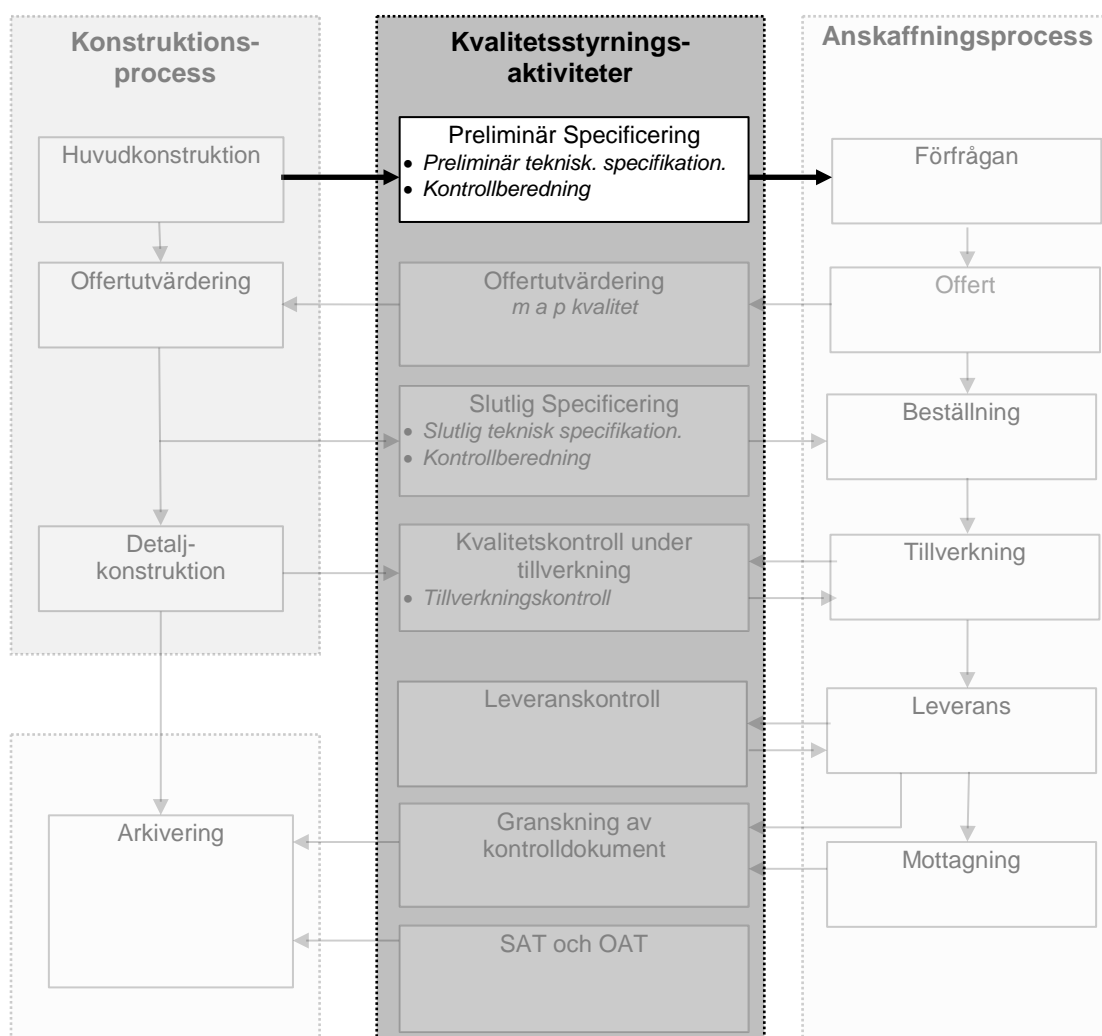 Konstruktions-
process
Kvalitetsstyrnings-
aktiviteter
Anskaffningsprocess
Huvudkonstruktion
Preliminär Specificering
• Preliminär teknisk. specifikation.
• Kontrollberedning
Förfrågan
Offertutvärdering
Offertutvärdering
m a p kvalitet
Offert
Slutlig Specificering
• Slutlig teknisk specifikation.
• Kontrollberedning
Beställning
Detalj-
konstruktion
Kvalitetskontroll under
tillverkning
• Tillverkningskontroll
Tillverkning
Leveranskontroll
Leverans
Arkivering
Granskning av
kontrolldokument
Mottagning
SAT och OAT